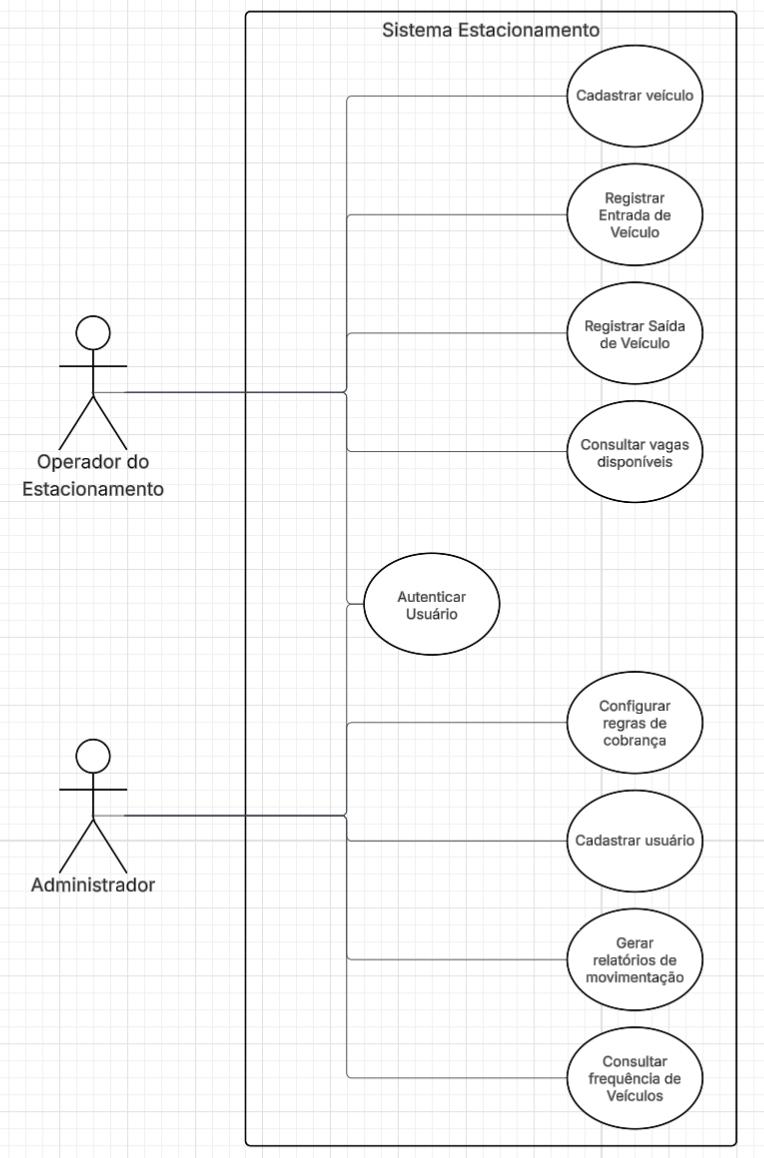 Sistema Estacionamento
Cadastrar veículo
Registrar
Entrada de
Veículo
Registrar Saída
de Veículo
Consultar vagas
disponíveis
Operador do
Estacionamento
Autenticar
Usuário
Configurar
regras de
cobrança
Cadastrar usuário
Administrador
Gerar
relatórios de
movimentação
Consultar
frequência de
Veículos